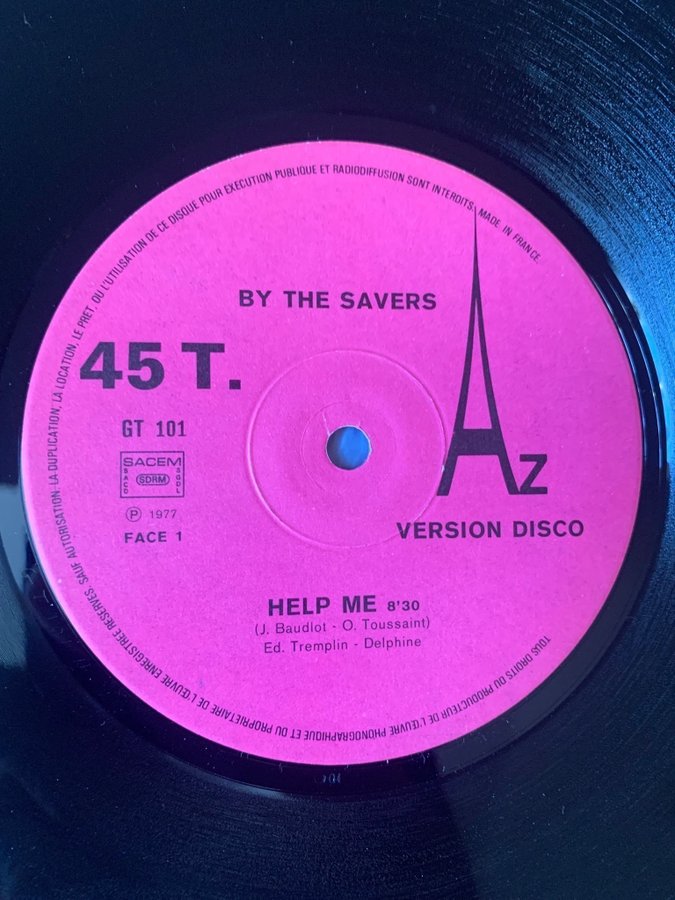 TOUS DROITS DU PRODUCTEUR DE L'ŒUVRE PHONOGRAPHIQUE ET DU PROPRIETAIRE DE L'ŒUVRE ENREGISTREE RESERVES. SAUF AUTORISATION. LA DUPLICATION, LA LOCATION, LE PRET, OU L'UTILISATION DE CE DISQUE POUR EXECUTION PUBLIQUE ET RADIODIFFUSION SONT INTERDITS. MADE IN FRANCE.
BY THE SAVERS
45 T.
GT 101
SACEM
SACD
SDRM
SGDL
℗ 1977
FACE 1
AZ
VERSION DISCO
HELP ME 8'30
(J. Baudlot - O. Toussaint)
Ed. Tremplin - Delphine